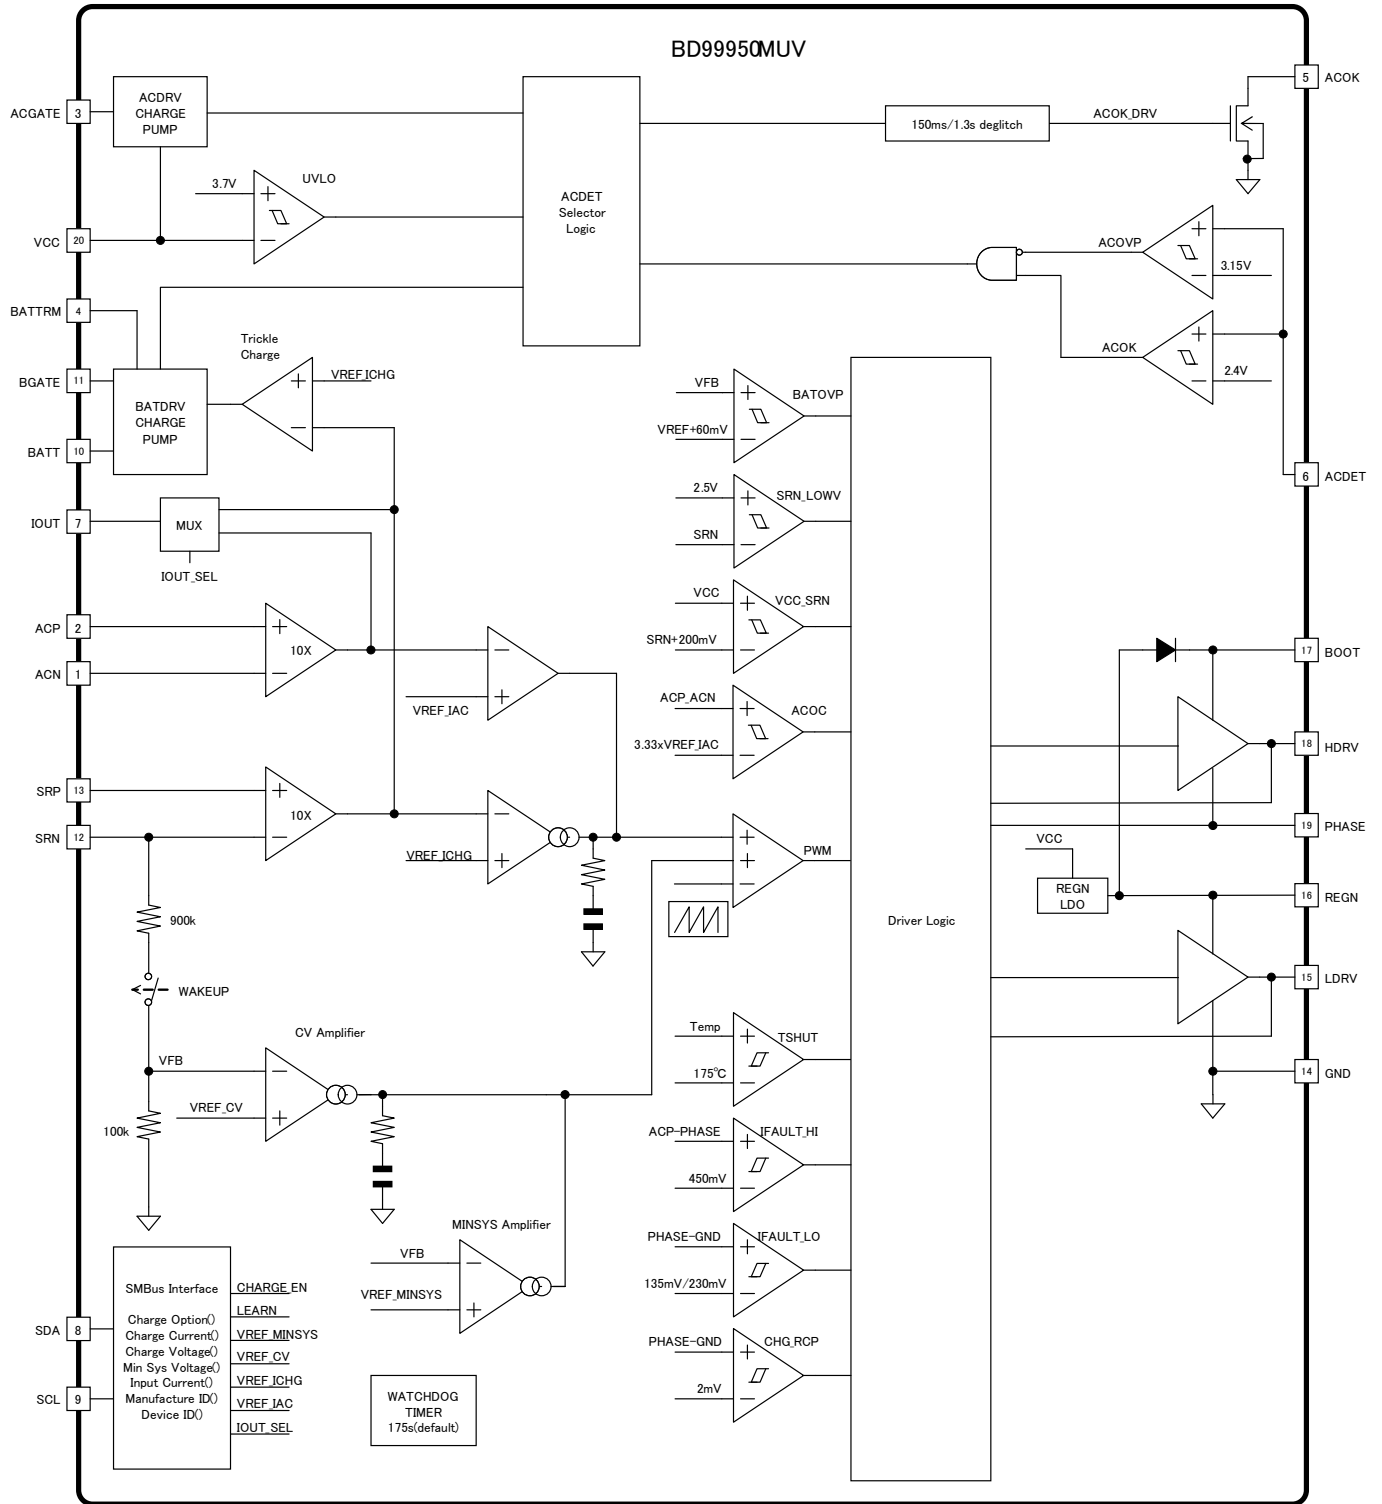 BD99950MUV
ACGATE
3
ACDRV
CHARGE
PUMP
5
ACOK
150ms/1.3s deglitch
ACOK_DRV
3.7V
UVLO
+
−
VCC
20
ACDET
Selector
Logic
ACOVP
+
−
3.15V
BATTRM
4
ACOK
+
−
2.4V
Trickle
Charge
+
−
VREF_ICHG
BGATE
11
BATT
10
BATDRV
CHARGE
PUMP
6
ACDET
IOUT
7
MUX
IOUT_SEL
VFB
VREF+60mV
+
−
BATOVP
2.5V
SRN
+
−
SRN_LOWV
VCC
SRN+200mV
+
−
VCC_SRN
ACP_ACN
3.33xVREF_IAC
+
−
ACOC
ACP
2
ACN
1
+
−
10X
−
+
VREF_IAC
SRP
13
SRN
12
+
−
10X
−
+
VREF_ICHG
+
+
−
PWM
Driver Logic
17
BOOT
18
HDRV
19
PHASE
VCC
REGN
LDO
16
REGN
15
LDRV
14
GND
900k
WAKEUP
VFB
100k
CV Amplifier
−
+
VREF_CV
MINSYS Amplifier
VFB
VREF_MINSYS
−
+
Temp
175℃
+
−
TSHUT
ACP-PHASE
450mV
+
−
IFAULT_HI
PHASE-GND
135mV/230mV
+
−
IFAULT_LO
PHASE-GND
2mV
+
−
CHG_RCP
SDA
8
SCL
9
SMBus Interface
Charge Option()
Charge Current()
Charge Voltage()
Min Sys Voltage()
Input Current()
Manufacture ID()
Device ID()
CHARGE_EN
LEARN
VREF_MINSYS
VREF_CV
VREF_ICHG
VREF_IAC
IOUT_SEL
WATCHDOG
TIMER
175s(default)